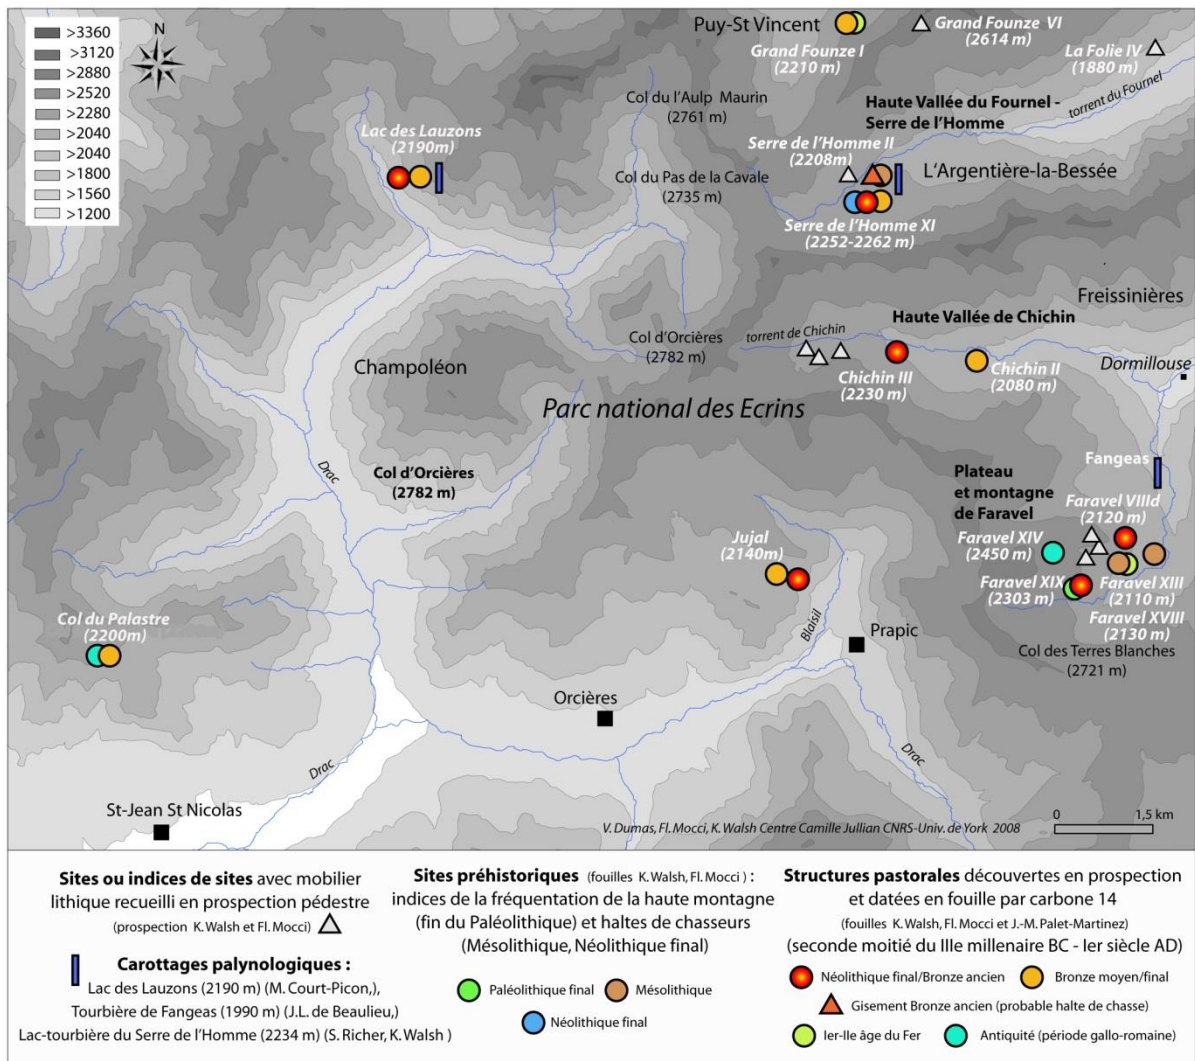 >3360
>3120
>2880
>2520
>2280
>2040
>2040
>1800
>1560
>1200
N
Puy-St Vincent
Grand Founze I
(2210 m)
Grand Founze VI
(2614 m)
La Folie IV
(1880 m)
Col du l'Aulp Maurin
(2761 m)
Haute Vallée du Fournel -
Serre de l'Homme
torrent du Fournel
Lac des Lauzons
(2190m)
Serre de l'Homme II
(2208m)
Col du Pas de la Cavale
(2735 m)
L'Argentière-la-Bessée
Serre de l'Homme XI
(2252-2262 m)
Freissinières
Haute Vallée de Chichin
torrent de Chichin
Col d'Orcières
(2782 m)
Champoléon
Chichin III
(2230 m)
Chichin II
(2080 m)
Dormillouse
Parc national des Ecrins
Drac
Col d'Orcières
(2782 m)
Fangeas
Plateau
et montagne
de Faravel
Faravel VIIId
(2120 m)
Faravel XIV
(2450 m)
Jujal
(2140m)
Faravel XIX
(2303 m)
Faravel XIII
(2110 m)
Faravel XVIII
(2130 m)
Col du Palastre
(2200m)
Blaisil
Prapic
Col des Terres Blanches
(2721 m)
Orcières
Drac
Drac
St-Jean St Nicolas
V. Dumas, Fl. Mocci, K. Walsh Centre Camille Jullian CNRS-Univ. de York 2008
0 1,5 km
Sites ou indices de sites avec mobilier
lithique recueilli en prospection pédestre
(prospection K.Walsh et Fl. Mocci)
Carottages palynologiques :
Lac des Lauzons (2190 m) (M. Court-Picon,),
Tourbière de Fangeas (1990 m) (J.L. de Beaulieu,)
Lac-tourbière du Serre de l'Homme (2234 m) (S. Richer, K.Walsh )
Sites préhistoriques (fouilles K.Walsh, Fl. Mocci ) :
indices de la fréquentation de la haute montagne
(fin du Paléolithique) et haltes de chasseurs
(Mésolithique, Néolithique final)
Paléolithique final
Mésolithique
Néolithique final
Structures pastorales découvertes en prospection
et datées en fouille par carbone 14
(fouilles K.Walsh, Fl. Mocci et J.-M. Palet-Martinez)
(seconde moitié du IIIe millenaire BC - Ier siècle AD)
Néolithique final/Bronze ancien
Bronze moyen/final
Gisement Bronze ancien (probable halte de chasse)
Ier-IIe âge du Fer
Antiquité (période gallo-romaine)